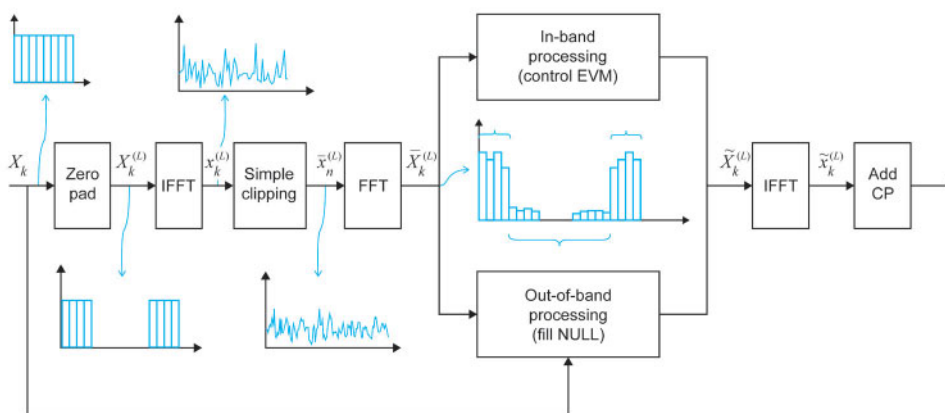 In-band
processing
(control EVM)
X_k
Zero
pad
X_k^{(L)}
IFFT
x_k^{(L)}
Simple
clipping
x̄_n^{(L)}
FFT
X̄_k^{(L)}
X̃_k^{(L)}
IFFT
x̃_k^{(L)}
Add
CP
Out-of-band
processing
(fill NULL)